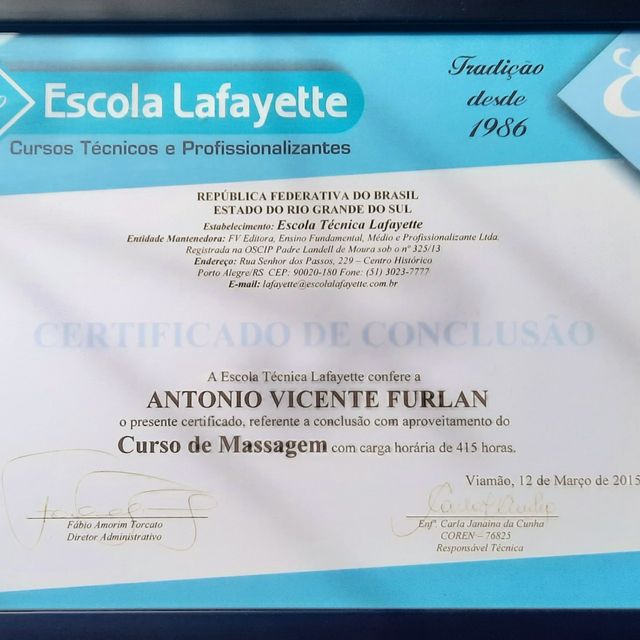 Escola Lafayette
Cursos Técnicos e Profissionalizantes
Tradição
desde
1986
REPÚBLICA FEDERATIVA DO BRASIL
ESTADO DO RIO GRANDE DO SUL
Estabelecimento: Escola Técnica Lafayette
Entidade Mantenedora: FV Editora, Ensino Fundamental, Médio e Profissionalizante Ltda.
Registrada na OSCIP Padre Landell de Moura sob o nº 325/13
Endereço: Rua Senhor dos Passos, 229 – Centro Histórico
Porto Alegre/RS CEP: 90020-180 Fone: (51) 3023-7777
E-mail: lafayette@escolalafayette.com.br
CERTIFICADO DE CONCLUSÃO
A Escola Técnica Lafayette confere a
ANTONIO VICENTE FURLAN
o presente certificado, referente a conclusão com aproveitamento do
Curso de Massagem com carga horária de 415 horas.
Viamão, 12 de Março de 2015
Fábio Amorim Torcato
Diretor Administrativo
Enfª. Carla Janaina da Cunha
COREN – 76825
Responsável Técnica